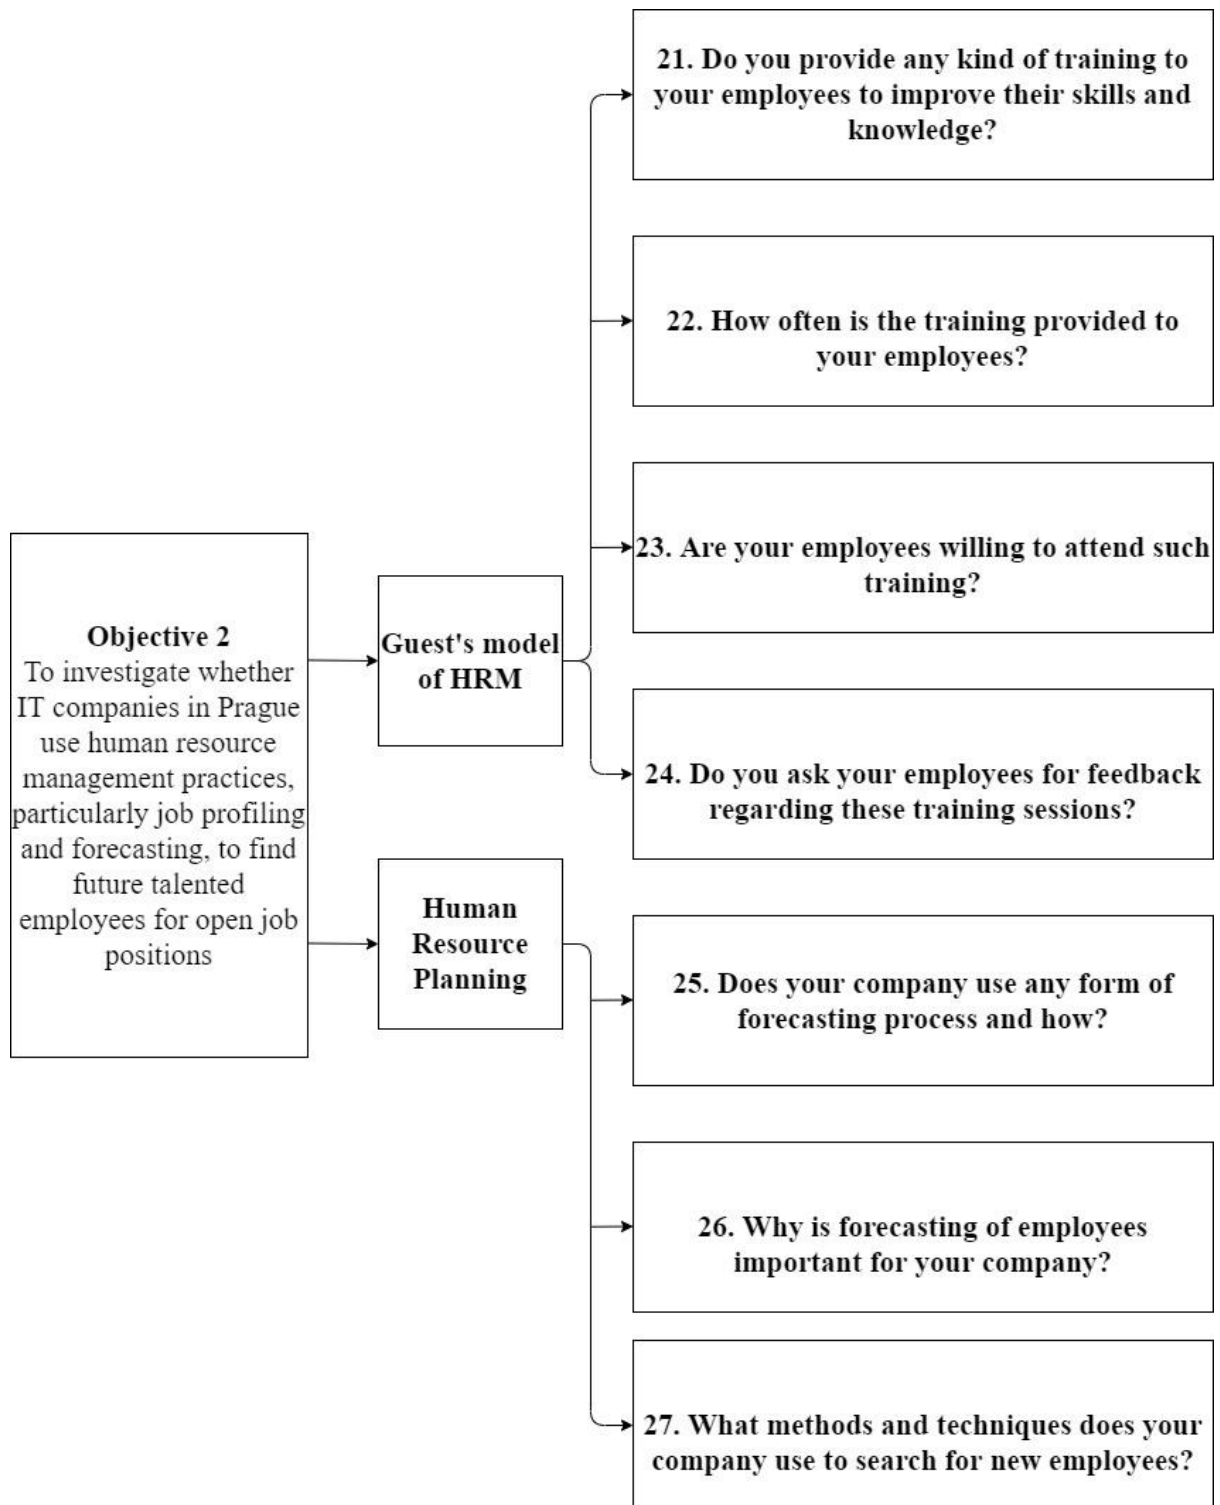 21. Do you provide any kind of training to
your employees to improve their skills and
knowledge?
22. How often is the training provided to
your employees?
23. Are your employees willing to attend such
training?
Objective 2
To investigate whether
IT companies in Prague
use human resource
management practices,
particularly job profiling
and forecasting, to find
future talented
employees for open job
positions
Guest's model
of HRM
24. Do you ask your employees for feedback
regarding these training sessions?
Human
Resource
Planning
25. Does your company use any form of
forecasting process and how?
26. Why is forecasting of employees
important for your company?
27. What methods and techniques does your
company use to search for new employees?